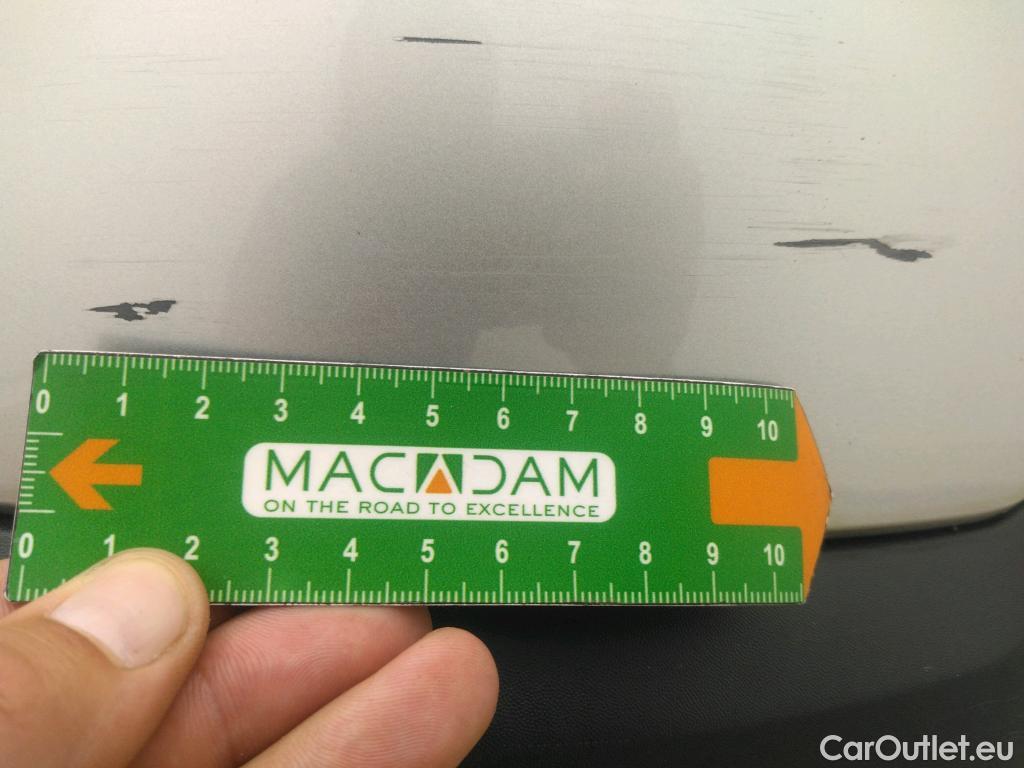 0 1 2 3 4 5 6 7 8 9 10
MACADAM
ON THE ROAD TO EXCELLENCE
0 1 2 3 4 5 6 7 8 9 10
CarOutlet.eu